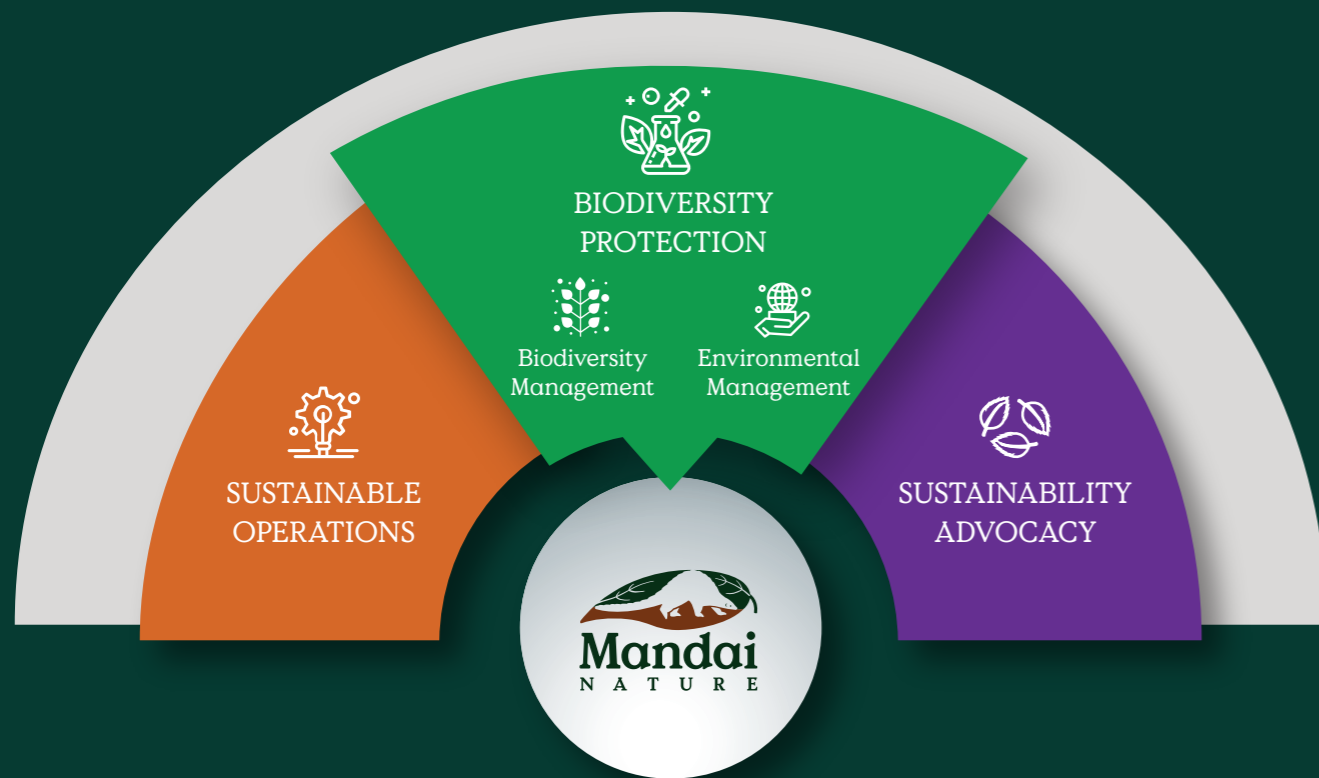 BIODIVERSITY
PROTECTION
Biodiversity
Management
Environmental
Management
SUSTAINABLE
OPERATIONS
SUSTAINABILITY
ADVOCACY
Mandai
NATURE